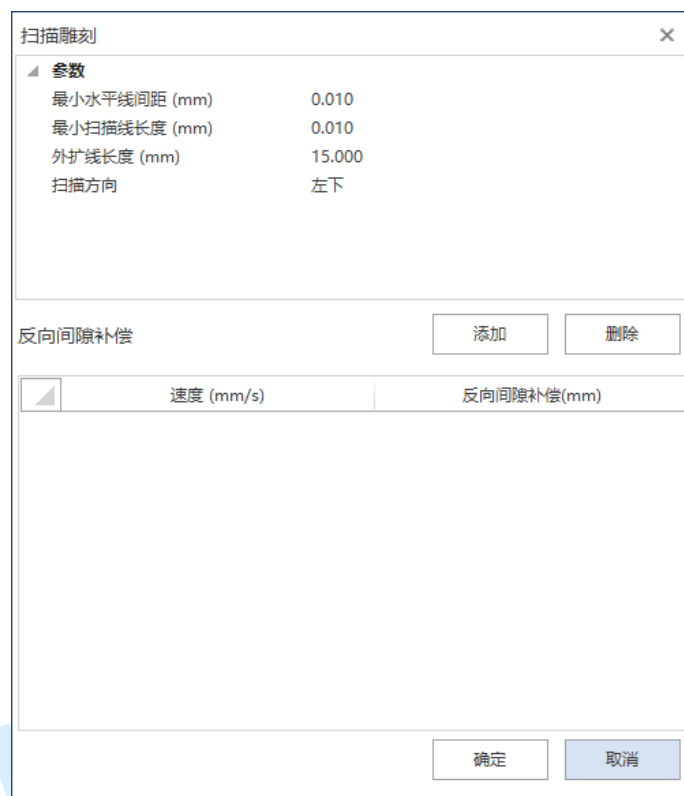 扫描雕刻
参数
最小水平线间距 (mm) 0.010
最小扫描线长度 (mm) 0.010
外扩线长度 (mm) 15.000
扫描方向 左下
反向间隙补偿 添加 删除
速度 (mm/s) 反向间隙补偿(mm)
确定 取消